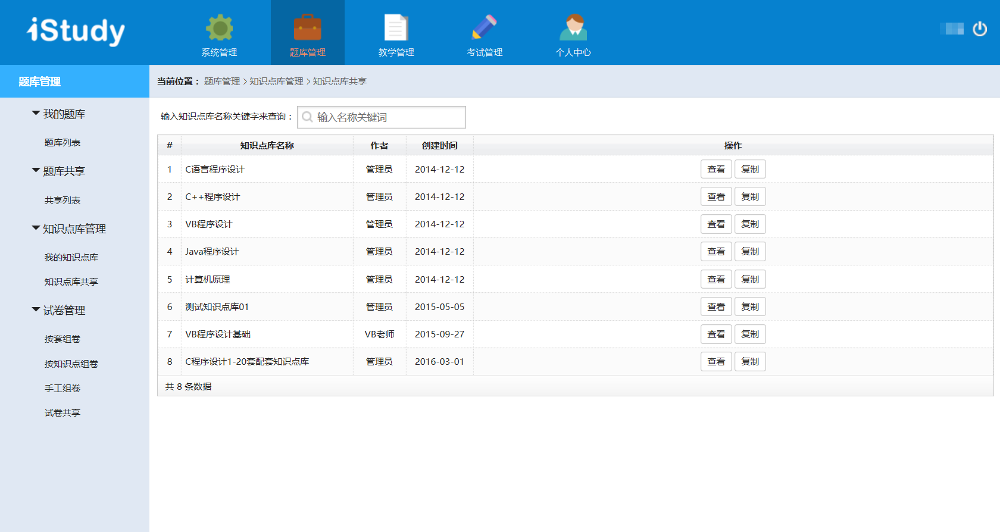 iStudy
系统管理
题库管理
教学管理
考试管理
个人中心
题库管理
当前位置： 题库管理 > 知识点库管理 > 知识点库共享
我的题库
题库列表
题库共享
共享列表
知识点库管理
我的知识点库
知识点库共享
试卷管理
按套组卷
按知识点组卷
手工组卷
试卷共享
输入知识点库名称关键字来查询： 输入名称关键词
# 知识点库名称 作者 创建时间 操作
1 C语言程序设计 管理员 2014-12-12 查看 复制
2 C++程序设计 管理员 2014-12-12 查看 复制
3 VB程序设计 管理员 2014-12-12 查看 复制
4 Java程序设计 管理员 2014-12-12 查看 复制
5 计算机原理 管理员 2014-12-12 查看 复制
6 测试知识点库01 管理员 2015-05-05 查看 复制
7 VB程序设计基础 VB老师 2015-09-27 查看 复制
8 C程序设计1-20套配套知识点库 管理员 2016-03-01 查看 复制
共 8 条数据